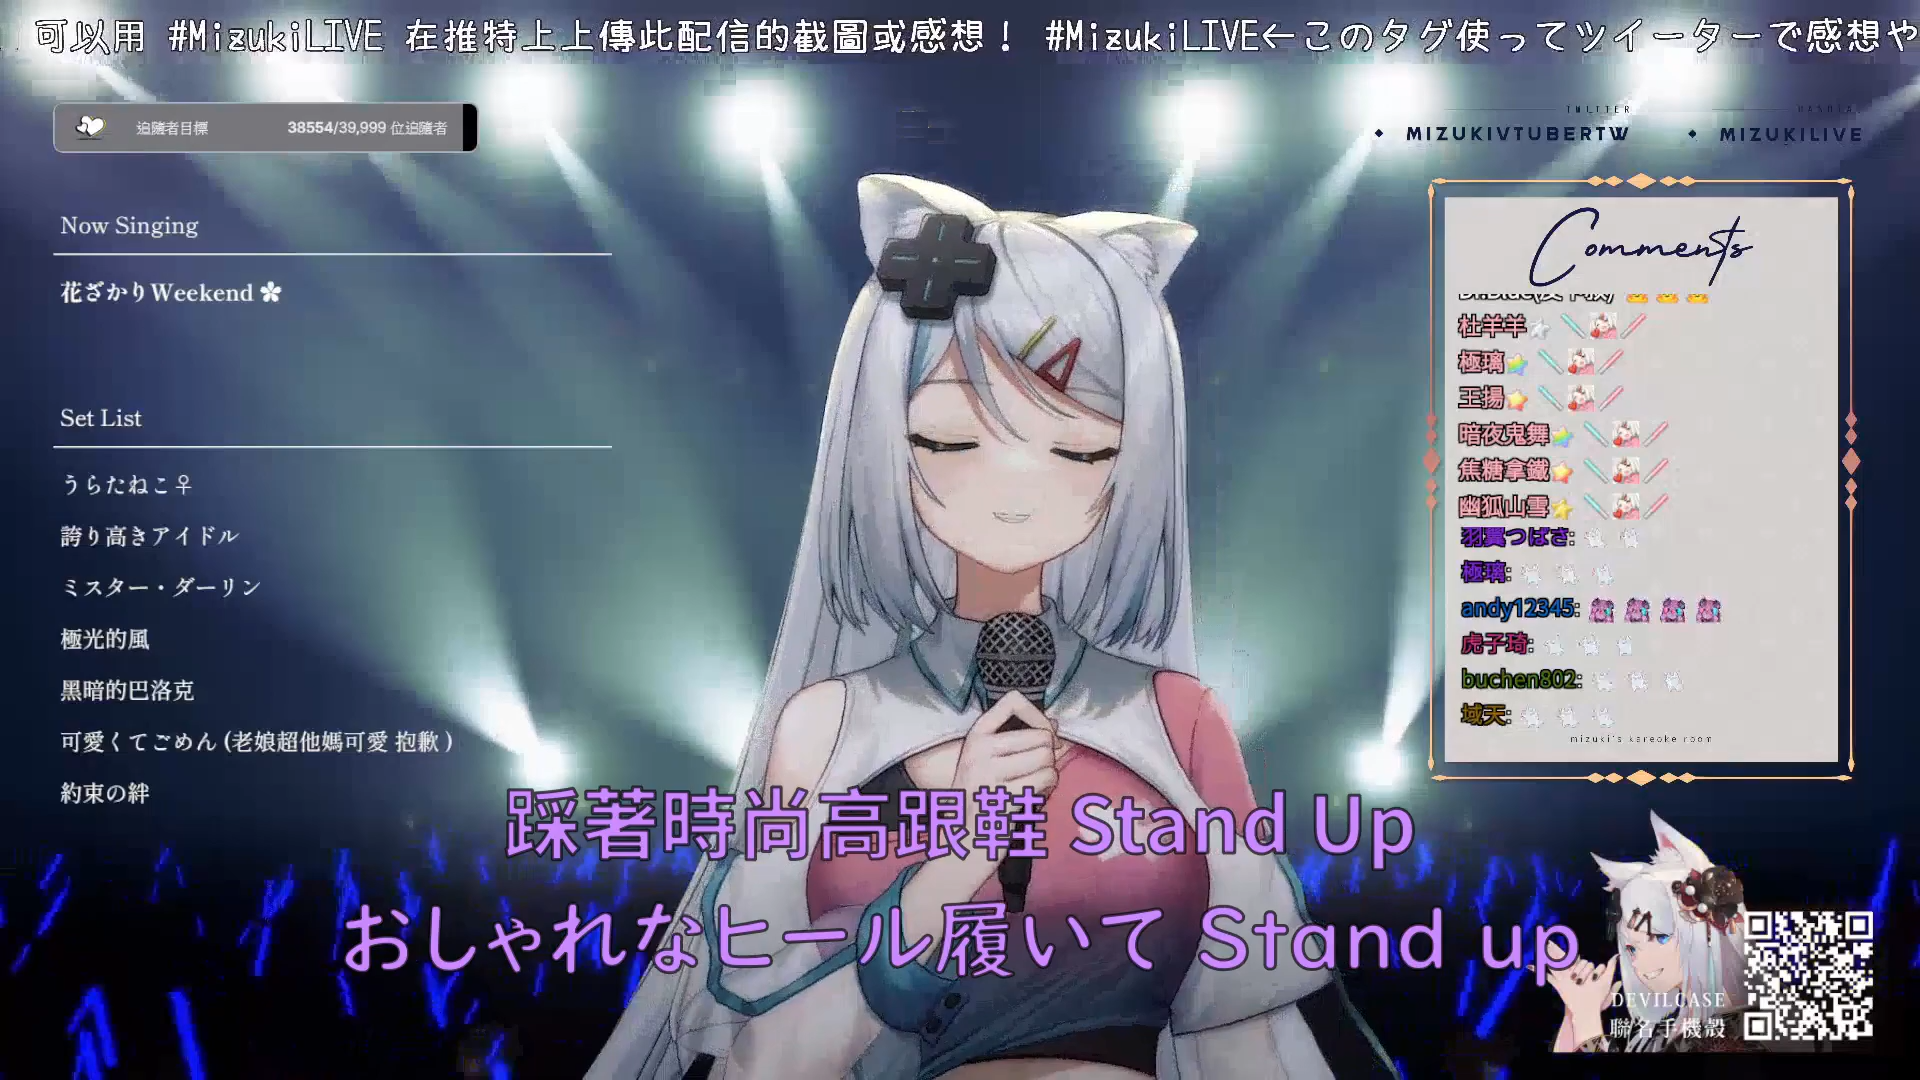 可以用 #MizukiLIVE 在推特上上傳此配信的截圖或感想！ #MizukiLIVE←このタグ使ってツイーターで感想や
追隨者目標 38554/39,999 位追隨者
TWITTER
MIZUKIVTUBERTW
MIZUKILIVE
Now Singing
花ざかりWeekend ✽
Set List
うらたねこ♀
誇り高きアイドル
ミスター・ダーリン
極光的風
黑暗的巴洛克
可愛くてごめん (老娘超他媽可愛 抱歉 )
約束の絆
Comments
杜羊羊
極璃
王揚
暗夜鬼舞
焦糖拿鐵
幽狐山雪
羽翼つばさ:
極璃:
andy12345:
虎子琦:
buchen802:
域天:
mizuki's kareoke room
踩著時尚高跟鞋 Stand Up
おしゃれなヒール履いて Stand up
DEVILCASE
聯名手機殼